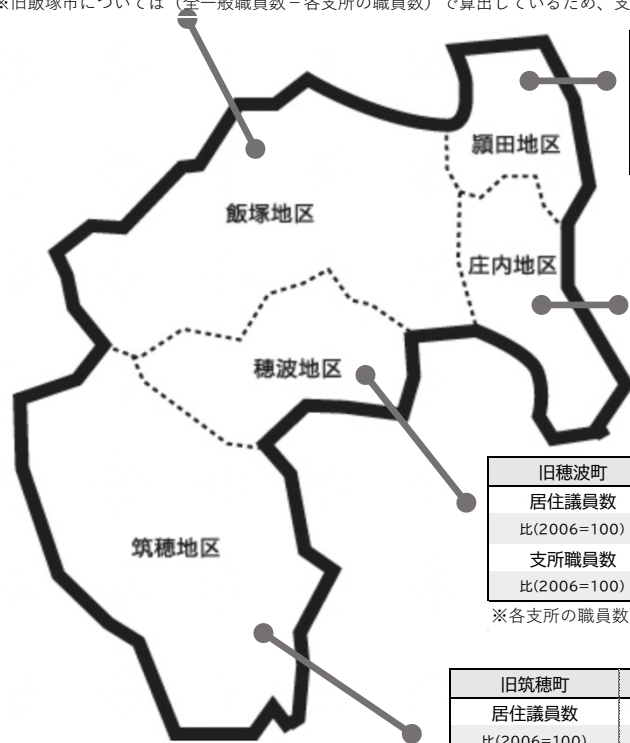 ※旧飯塚市については（全一般職員数－各支所の職員数）で算出しているため、支
頴田地区
飯塚地区
庄内地区
穂波地区
旧穂波町
居住議員数
比(2006=100)
支所職員数
比(2006=100)
※各支所の職員数
筑穂地区
旧筑穂町
居住議員数
比(2006=100)